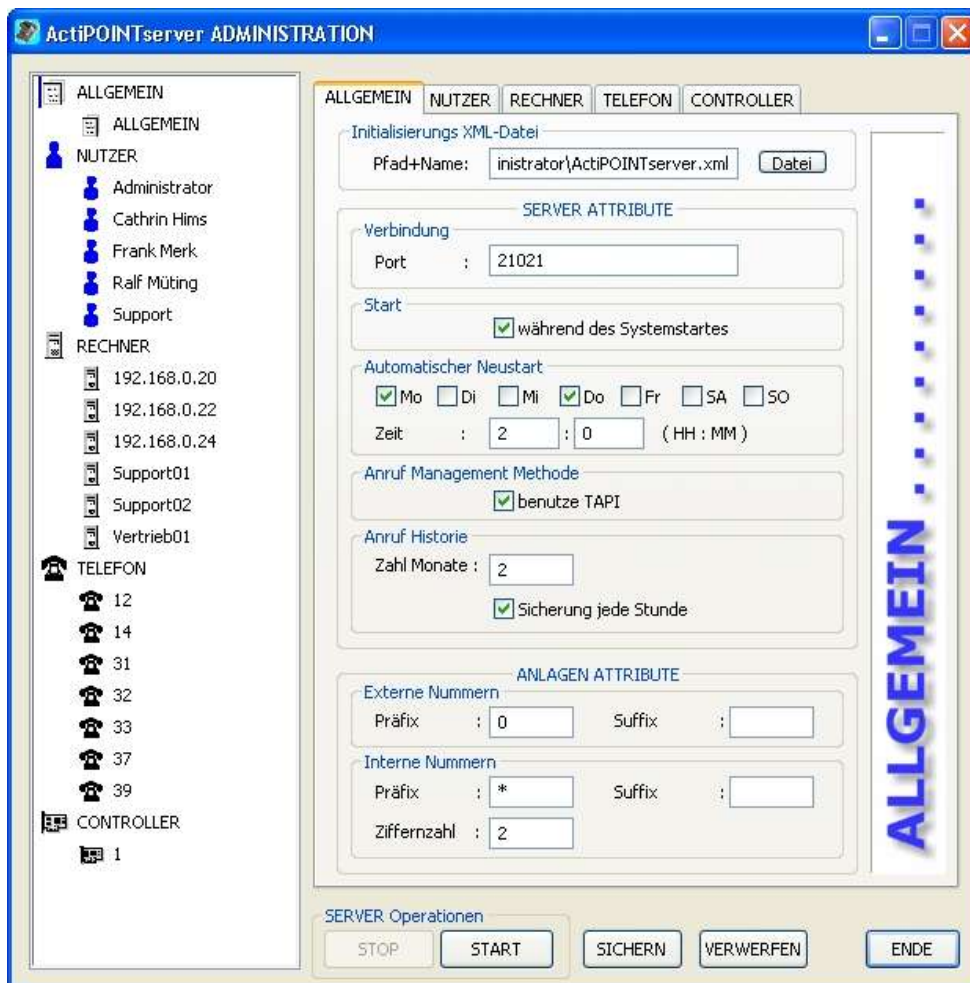 ActiPOINTserver ADMINISTRATION
ALLGEMEIN
ALLGEMEIN
NUTZER
Administrator
Cathrin Hims
Frank Merk
Ralf Müting
Support
RECHNER
192.168.0.20
192.168.0.22
192.168.0.24
Support01
Support02
Vertrieb01
TELEFON
12
14
31
32
33
37
39
CONTROLLER
1
ALLGEMEIN NUTZER RECHNER TELEFON CONTROLLER
Initialisierungs XML-Datei
Pfad+Name: inistrator\ActiPOINTserver.xml Datei
SERVER ATTRIBUTE
Verbindung
Port : 21021
Start
während des Systemstartes
Automatischer Neustart
Mo Di Mi Do Fr SA SO
Zeit : 2 : 0 ( HH : MM )
Anruf Management Methode
benutze TAPI
Anruf Historie
Zahl Monate : 2
Sicherung jede Stunde
ANLAGEN ATTRIBUTE
Externe Nummern
Präfix : 0 Suffix :
Interne Nummern
Präfix : * Suffix :
Ziffernzahl : 2
ALLGEMEIN ........
SERVER Operationen
STOP START SICHERN VERWERFEN ENDE